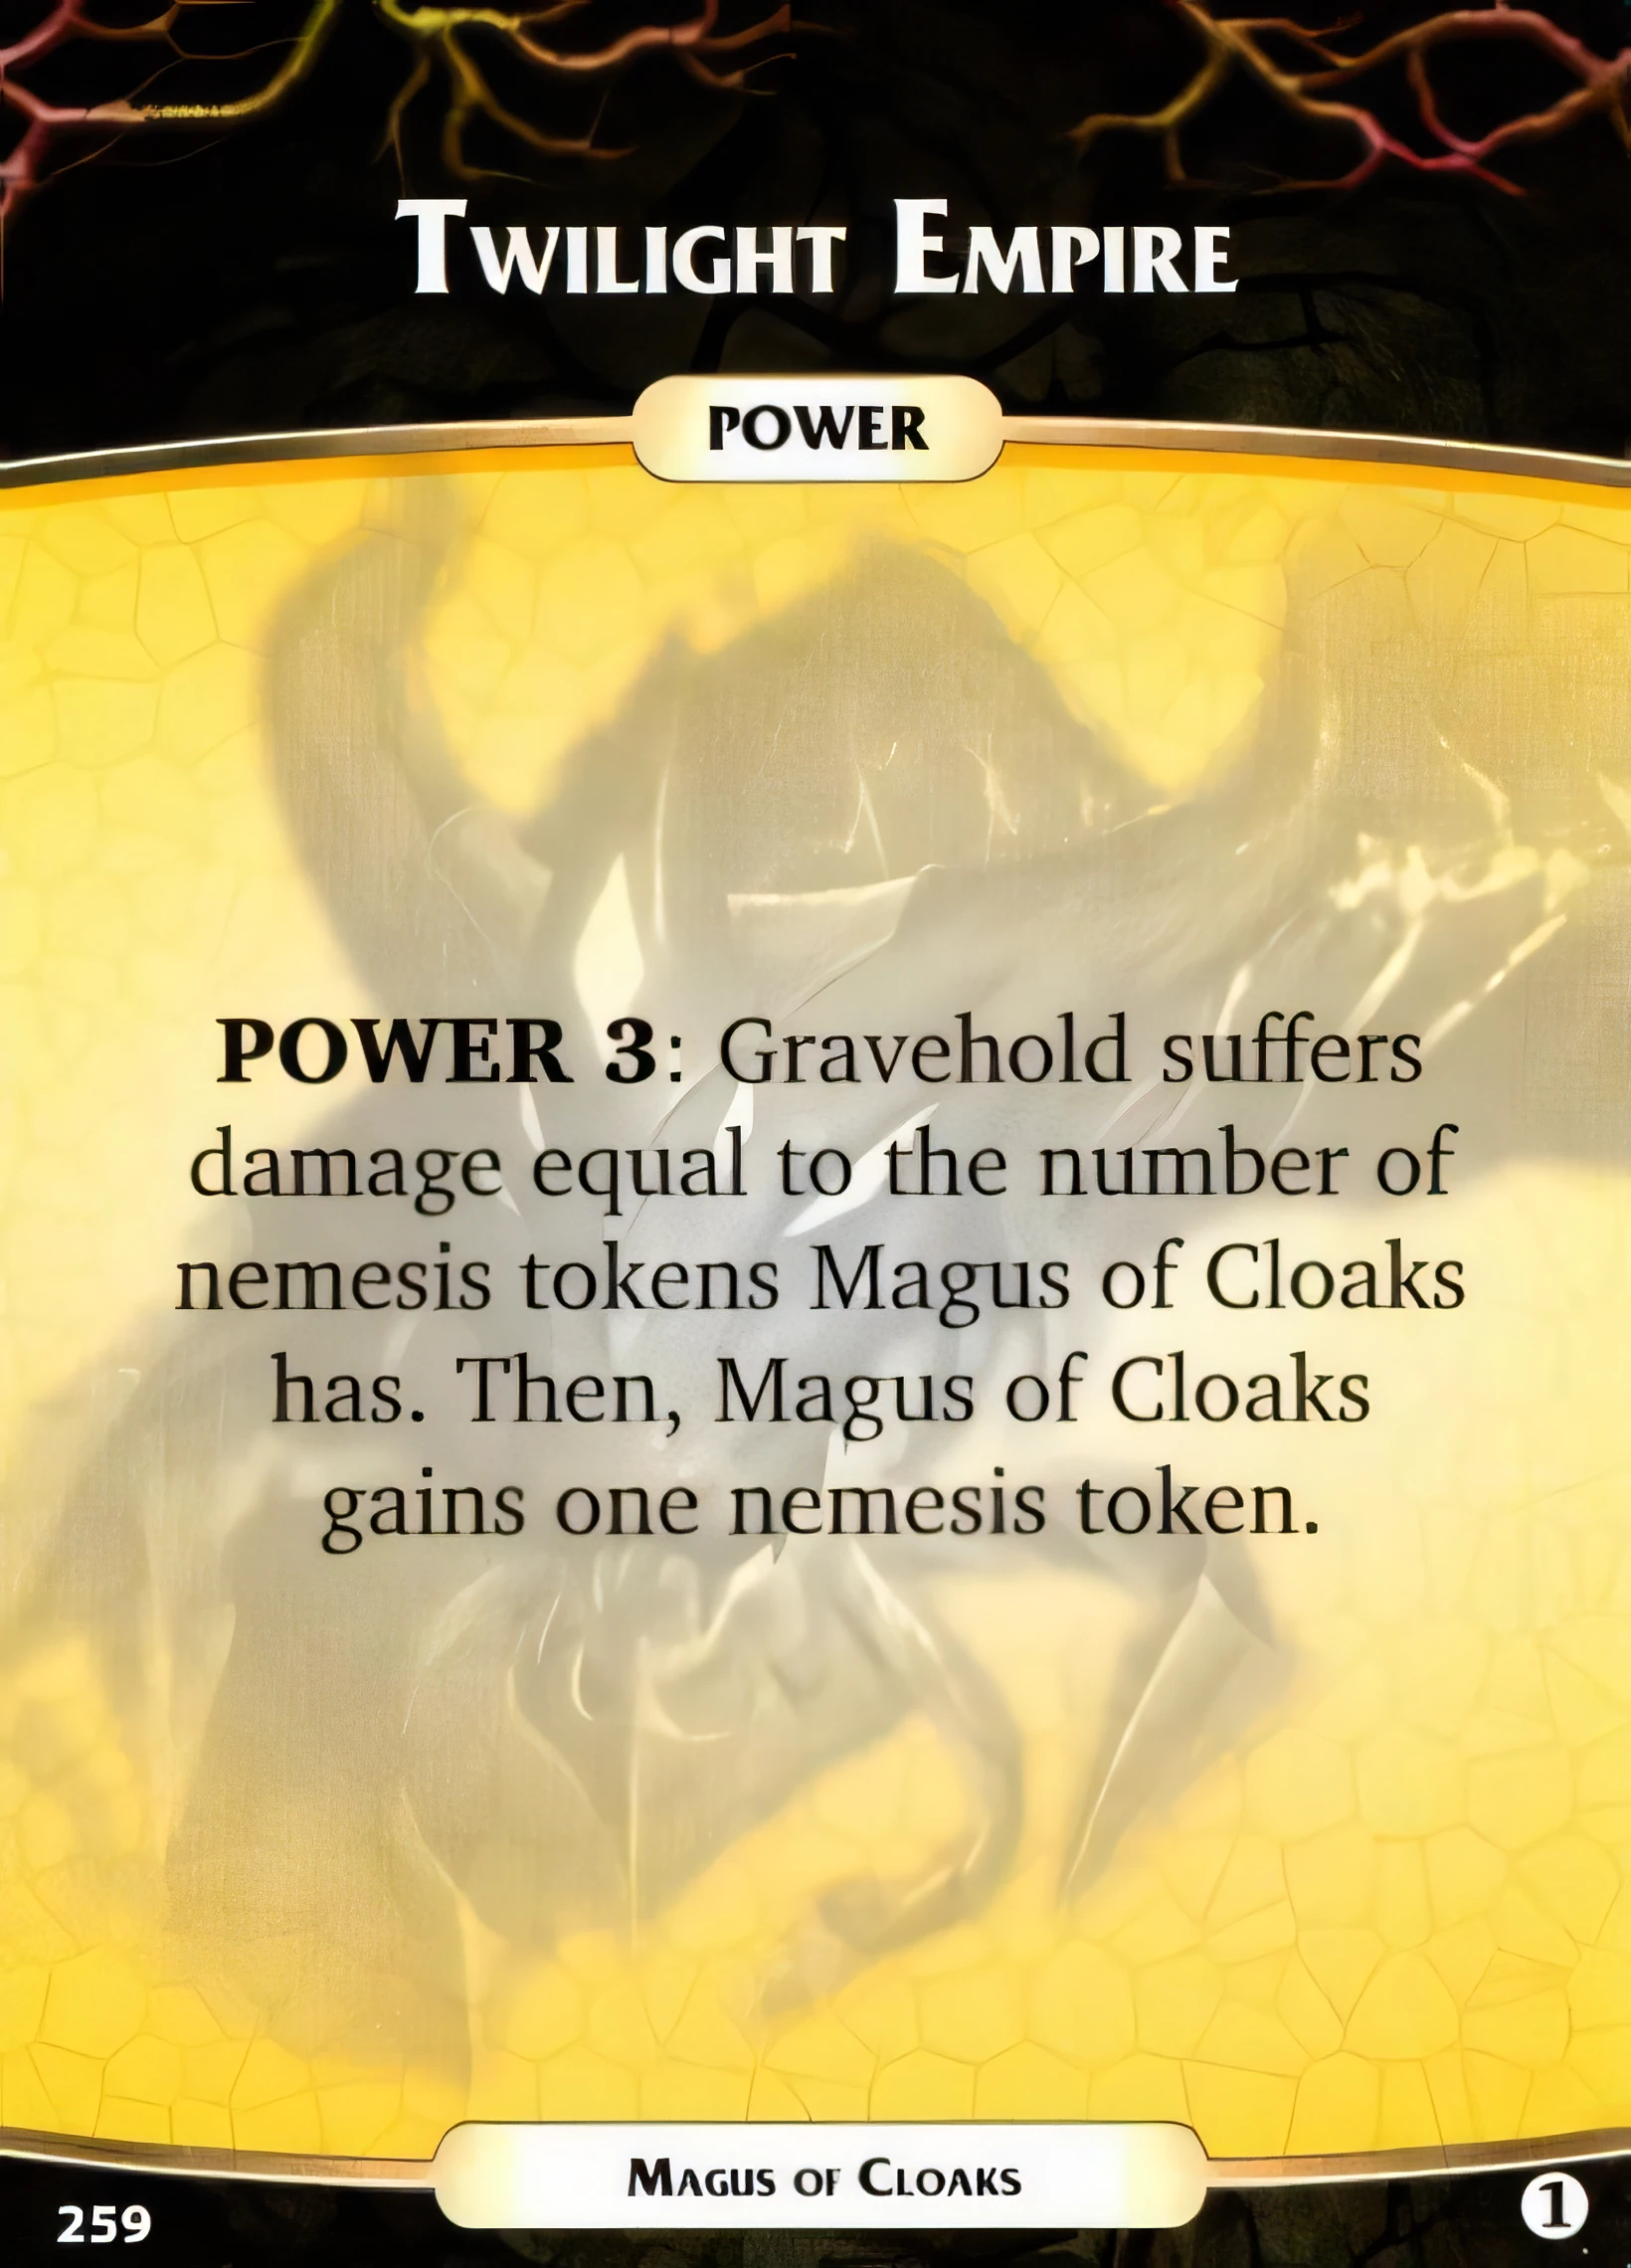 Twilight Empire
POWER
POWER 3: Gravehold suffers
damage equal to the number of
nemesis tokens Magus of Cloaks
has. Then, Magus of Cloaks
gains one nemesis token.
Magus of Cloaks
259
1